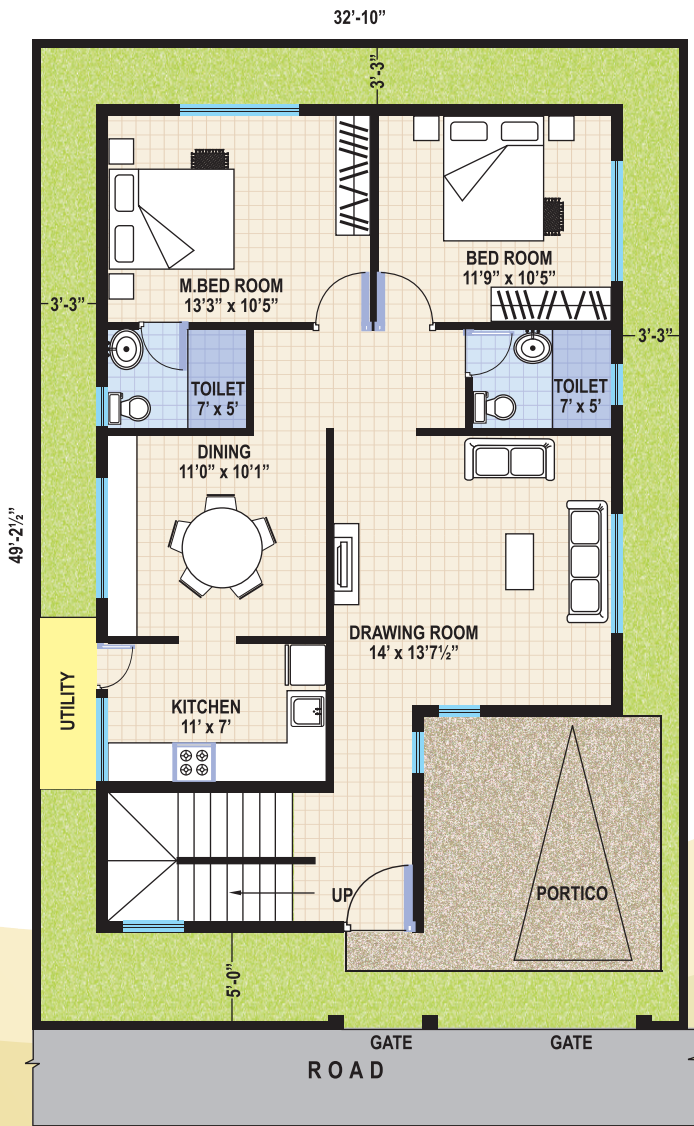 32'-10”
3'-3”
M.BED ROOM
13'3” x 10'5”
BED ROOM
11'9” x 10'5”
3'-3”
3'-3”
TOILET
7' x 5'
TOILET
7' x 5'
DINING
11'0” x 10'1”
49'-2½”
DRAWING ROOM
14' x 13'7½”
UTILITY
KITCHEN
11' x 7'
UP
PORTICO
5'-0”
GATE
GATE
ROAD